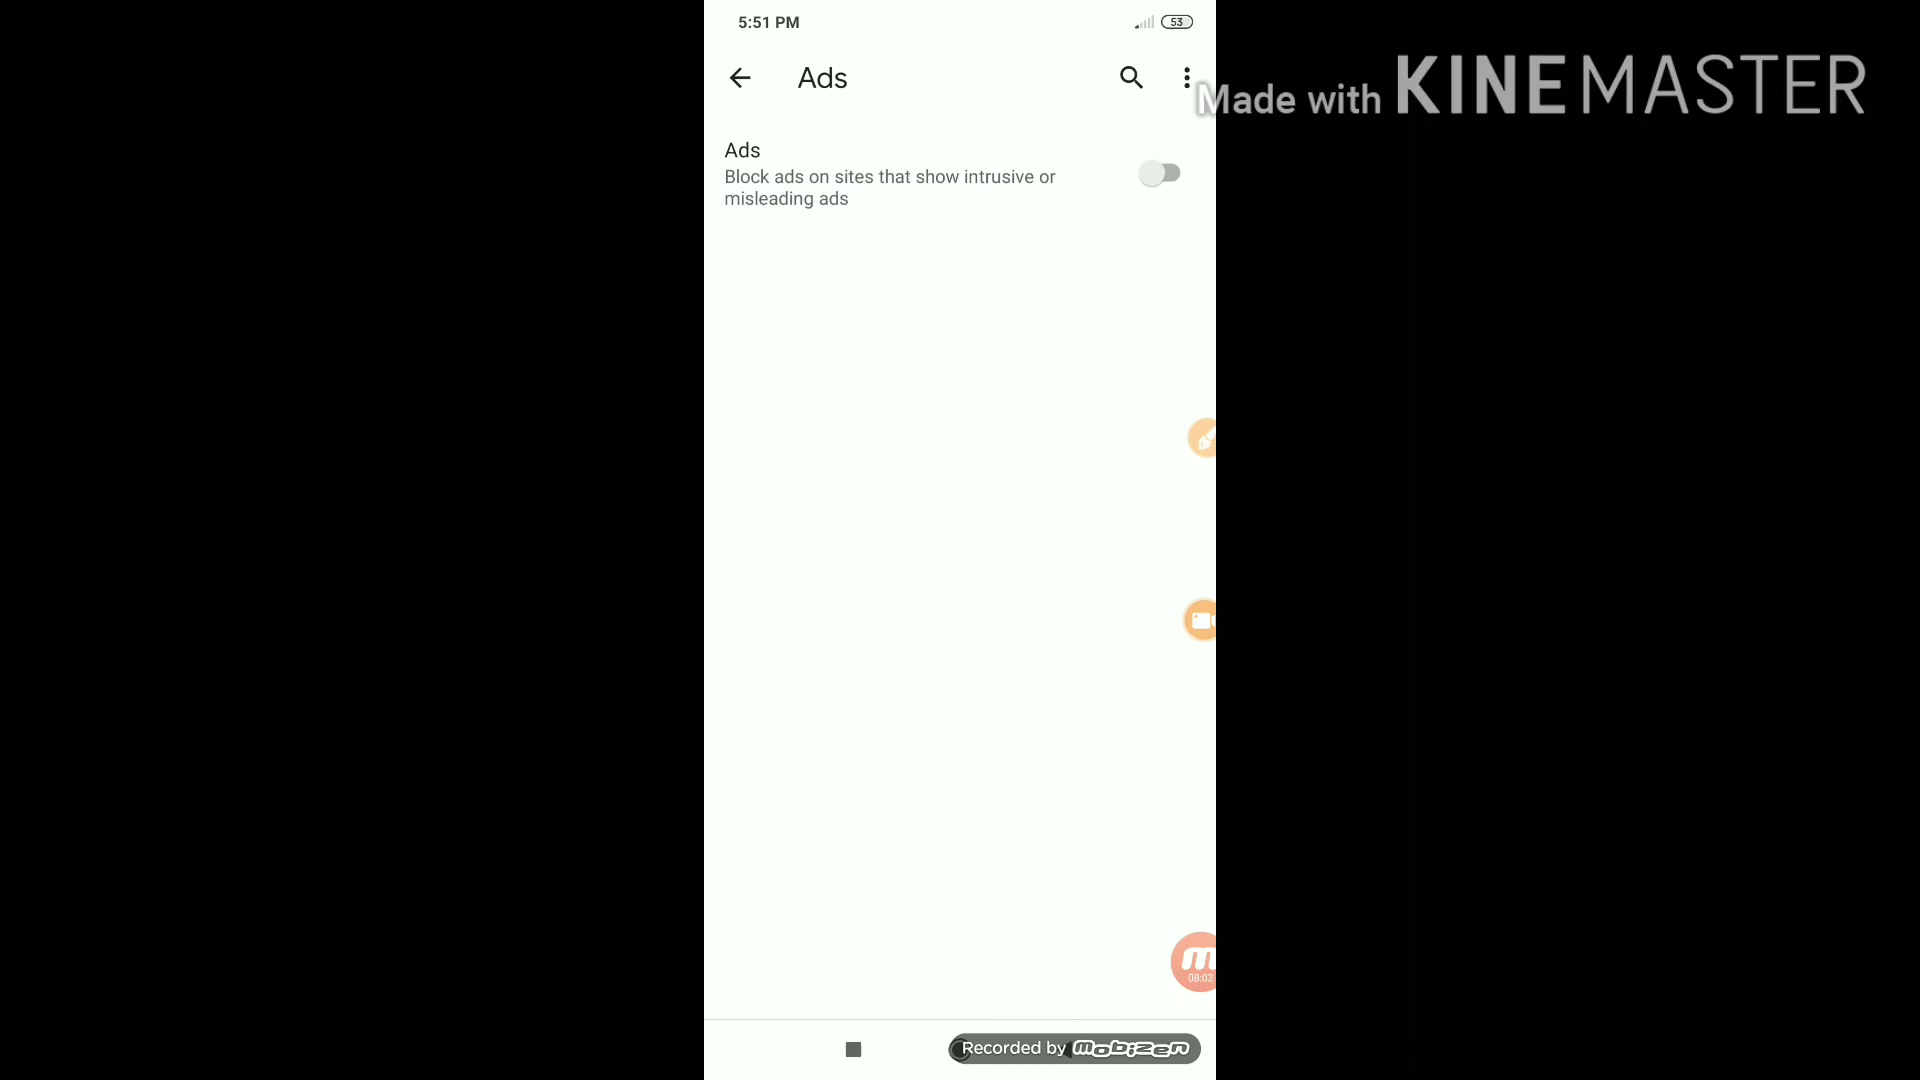 5:51 PM
53
Ads
Made with KINEMASTER
Ads
Block ads on sites that show intrusive or
misleading ads
08:02
Recorded by mobizen